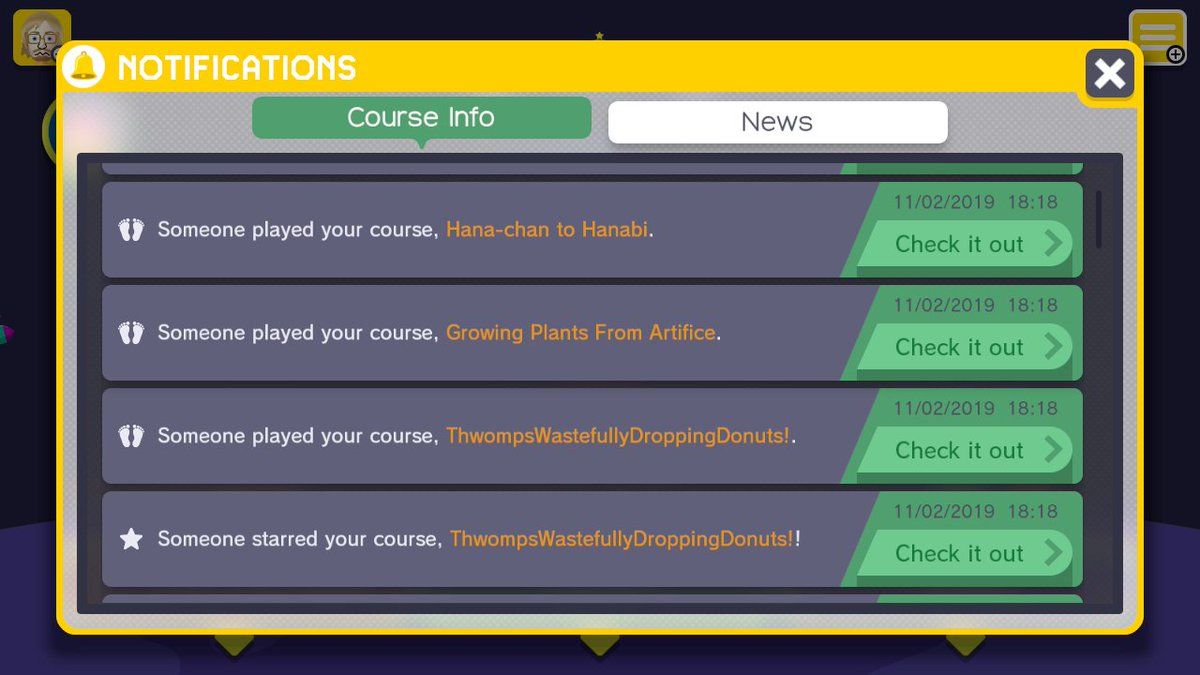 NOTIFICATIONS
Course Info
News
Someone played your course, Hana-chan to Hanabi.
11/02/2019 18:18
Check it out
Someone played your course, Growing Plants From Artifice.
11/02/2019 18:18
Check it out
Someone played your course, ThwompsWastefullyDroppingDonuts!.
11/02/2019 18:18
Check it out
Someone starred your course, ThwompsWastefullyDroppingDonuts!!
11/02/2019 18:18
Check it out